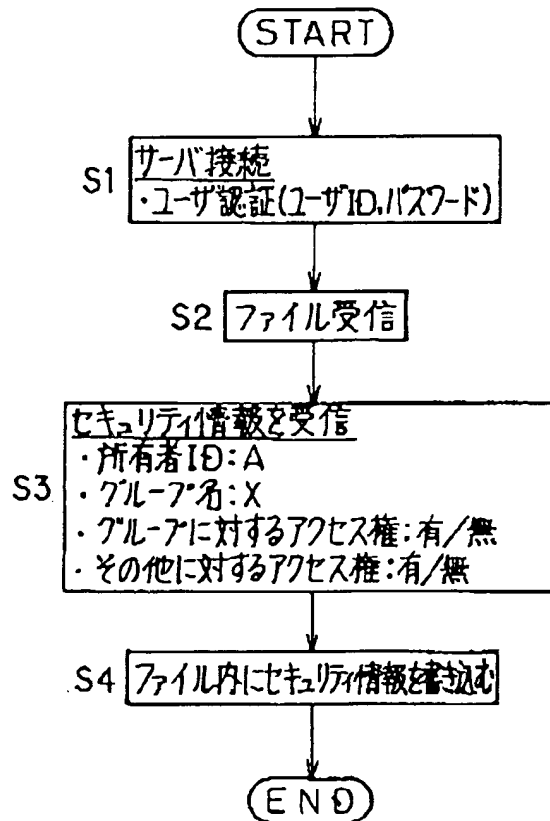 START
S1
サーバ接続
・ユーザ認証(ユーザID,パスワード)
S2
ファイル受信
S3
セキュリティ情報を受信
・所有者ID:A
・グループ名:X
・グループに対するアクセス権:有/無
・その他に対するアクセス権:有/無
S4
ファイル内にセキュリティ情報を書き込む
END